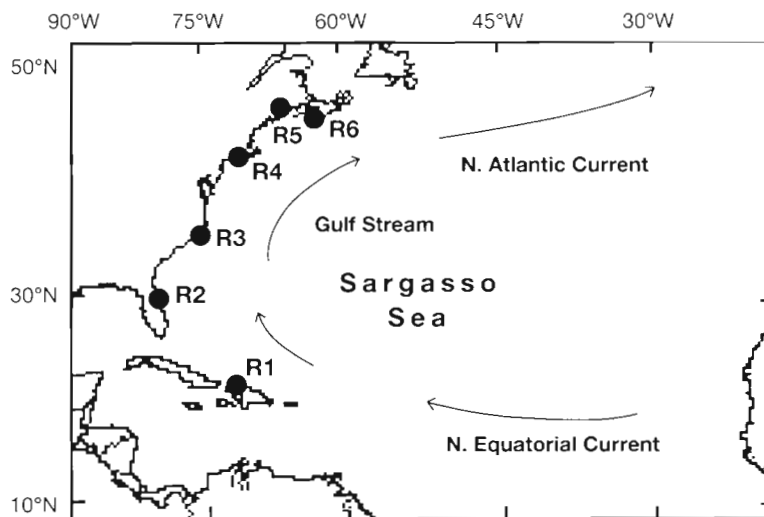 90°W 75°W 60°W 45°W 30°W
50°N
R5 R6
R4
N. Atlantic Current
R3
Gulf Stream
R2
30°N
Sargasso
Sea
R1
N. Equatorial Current
10°N